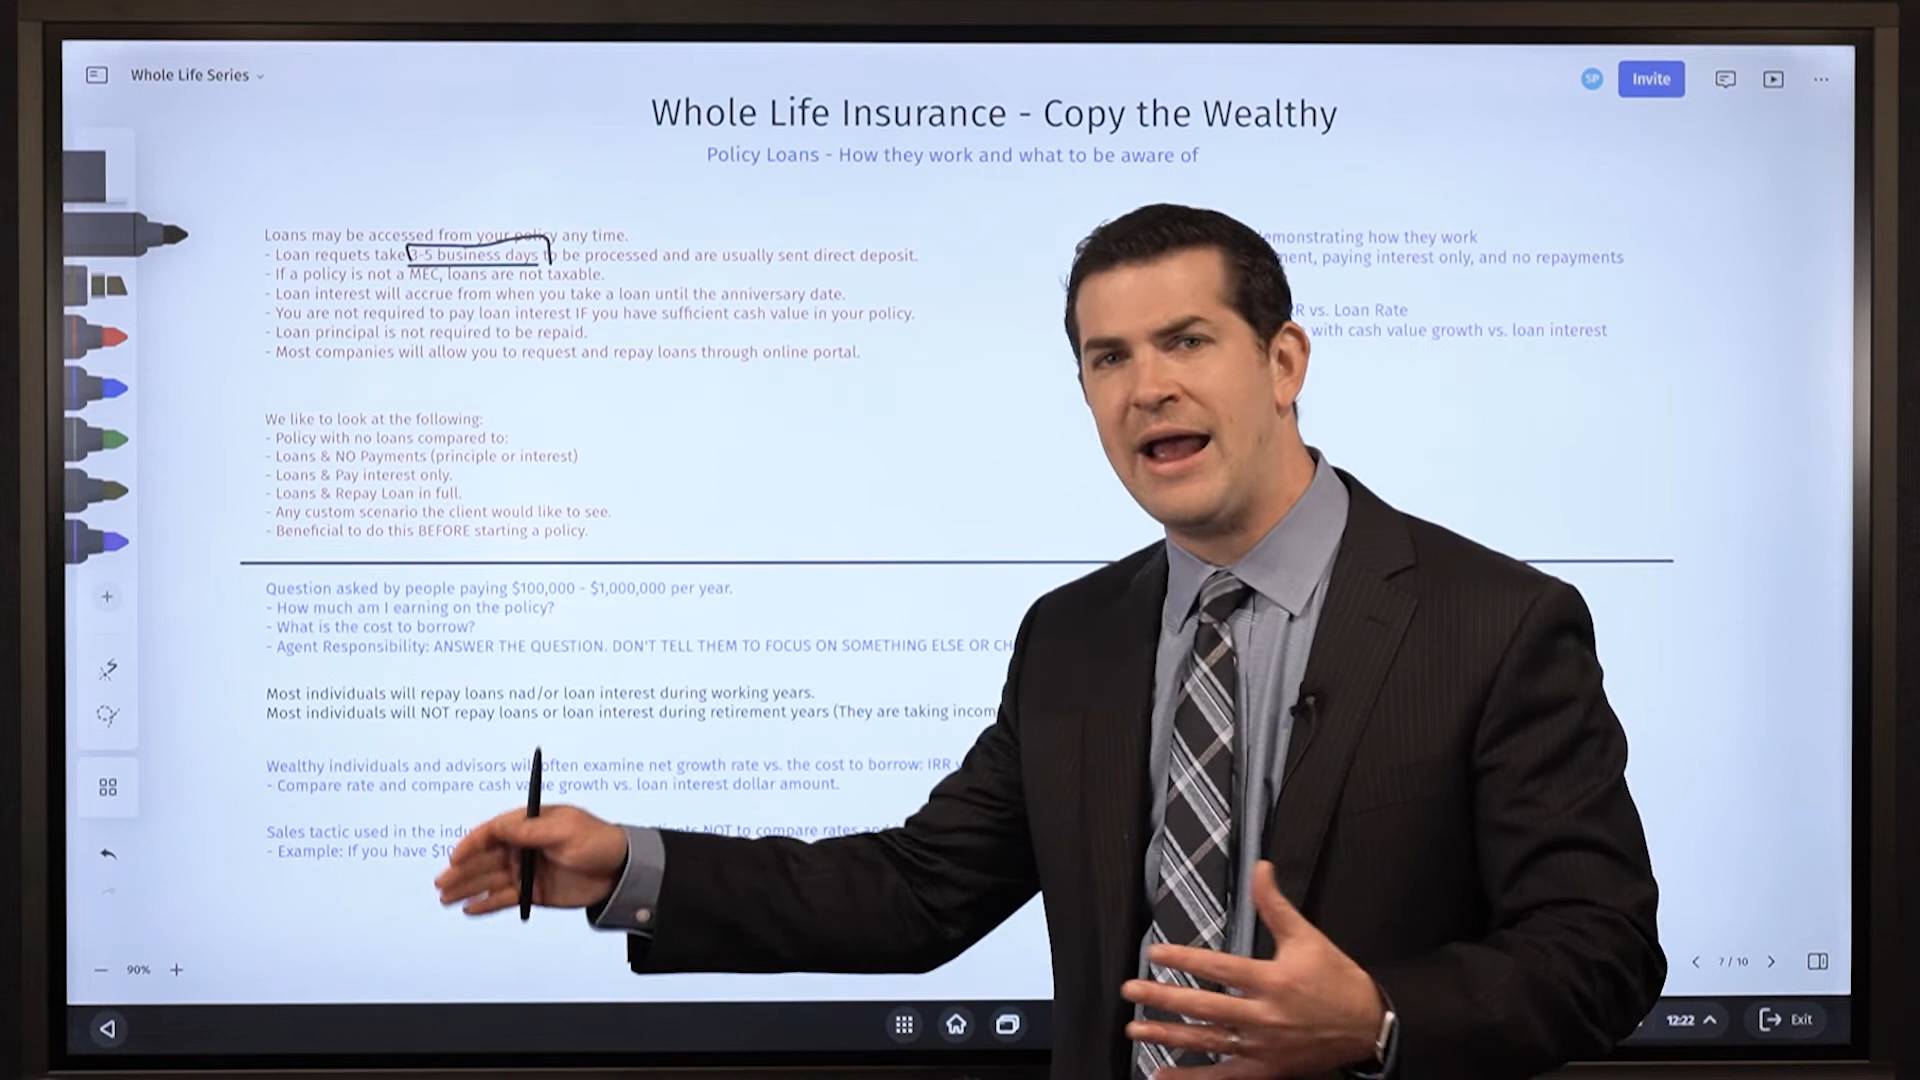 Whole Life Series
SP
Invite
Whole Life Insurance - Copy the Wealthy
Policy Loans - How they work and what to be aware of
Loans may be accessed from your policy any time.
- Loan requets take 3-5 business days to be processed and are usually sent direct deposit.
- If a policy is not a MEC, loans are not taxable.
- Loan interest will accrue from when you take a loan until the anniversary date.
- You are not required to pay loan interest IF you have sufficient cash value in your policy.
- Loan principal is not required to be repaid.
- Most companies will allow you to request and repay loans through online portal.
demonstrating how they work
paying interest only, and no repayments
vs. Loan Rate
with cash value growth vs. loan interest
We like to look at the following:
- Policy with no loans compared to:
- Loans & NO Payments (principle or interest)
- Loans & Pay interest only.
- Loans & Repay Loan in full.
- Any custom scenario the client would like to see.
- Beneficial to do this BEFORE starting a policy.
Question asked by people paying $100,000 - $1,000,000 per year.
- How much am I earning on the policy?
- What is the cost to borrow?
- Agent Responsibility: ANSWER THE QUESTION. DON'T TELL THEM TO FOCUS ON SOMETHING ELSE OR
Most individuals will repay loans nad/or loan interest during working years.
Most individuals will NOT repay loans or loan interest during retirement years (They are taking
Wealthy individuals and advisors will often examine net growth rate vs. the cost to borrow: IRR
- Compare rate and compare cash value growth vs. loan interest dollar amount.
Sales tactic used in the NOT to compare rates
- Example: If you have
90%
7 / 10
12:22
Exit